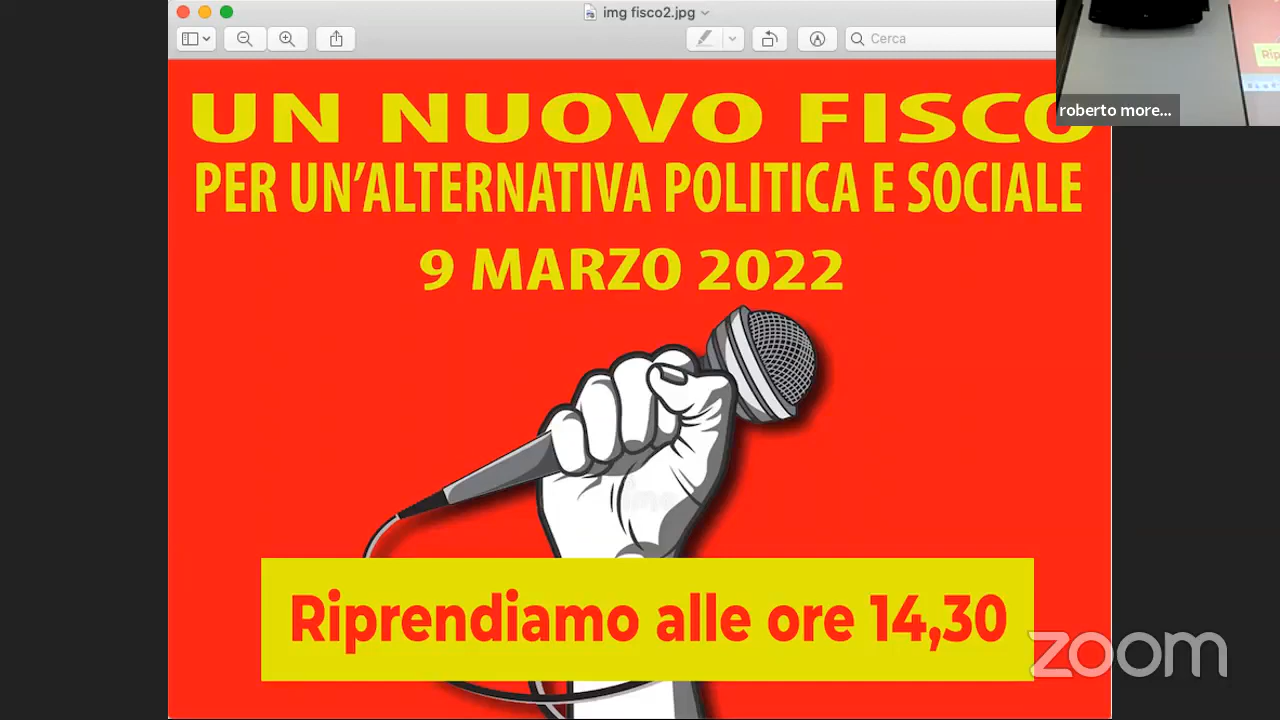 img fisco2.jpg
Cerca
roberto more...
UN NUOVO FISCO
PER UN'ALTERNATIVA POLITICA E SOCIALE
9 MARZO 2022
Riprendiamo alle ore 14,30
zoom